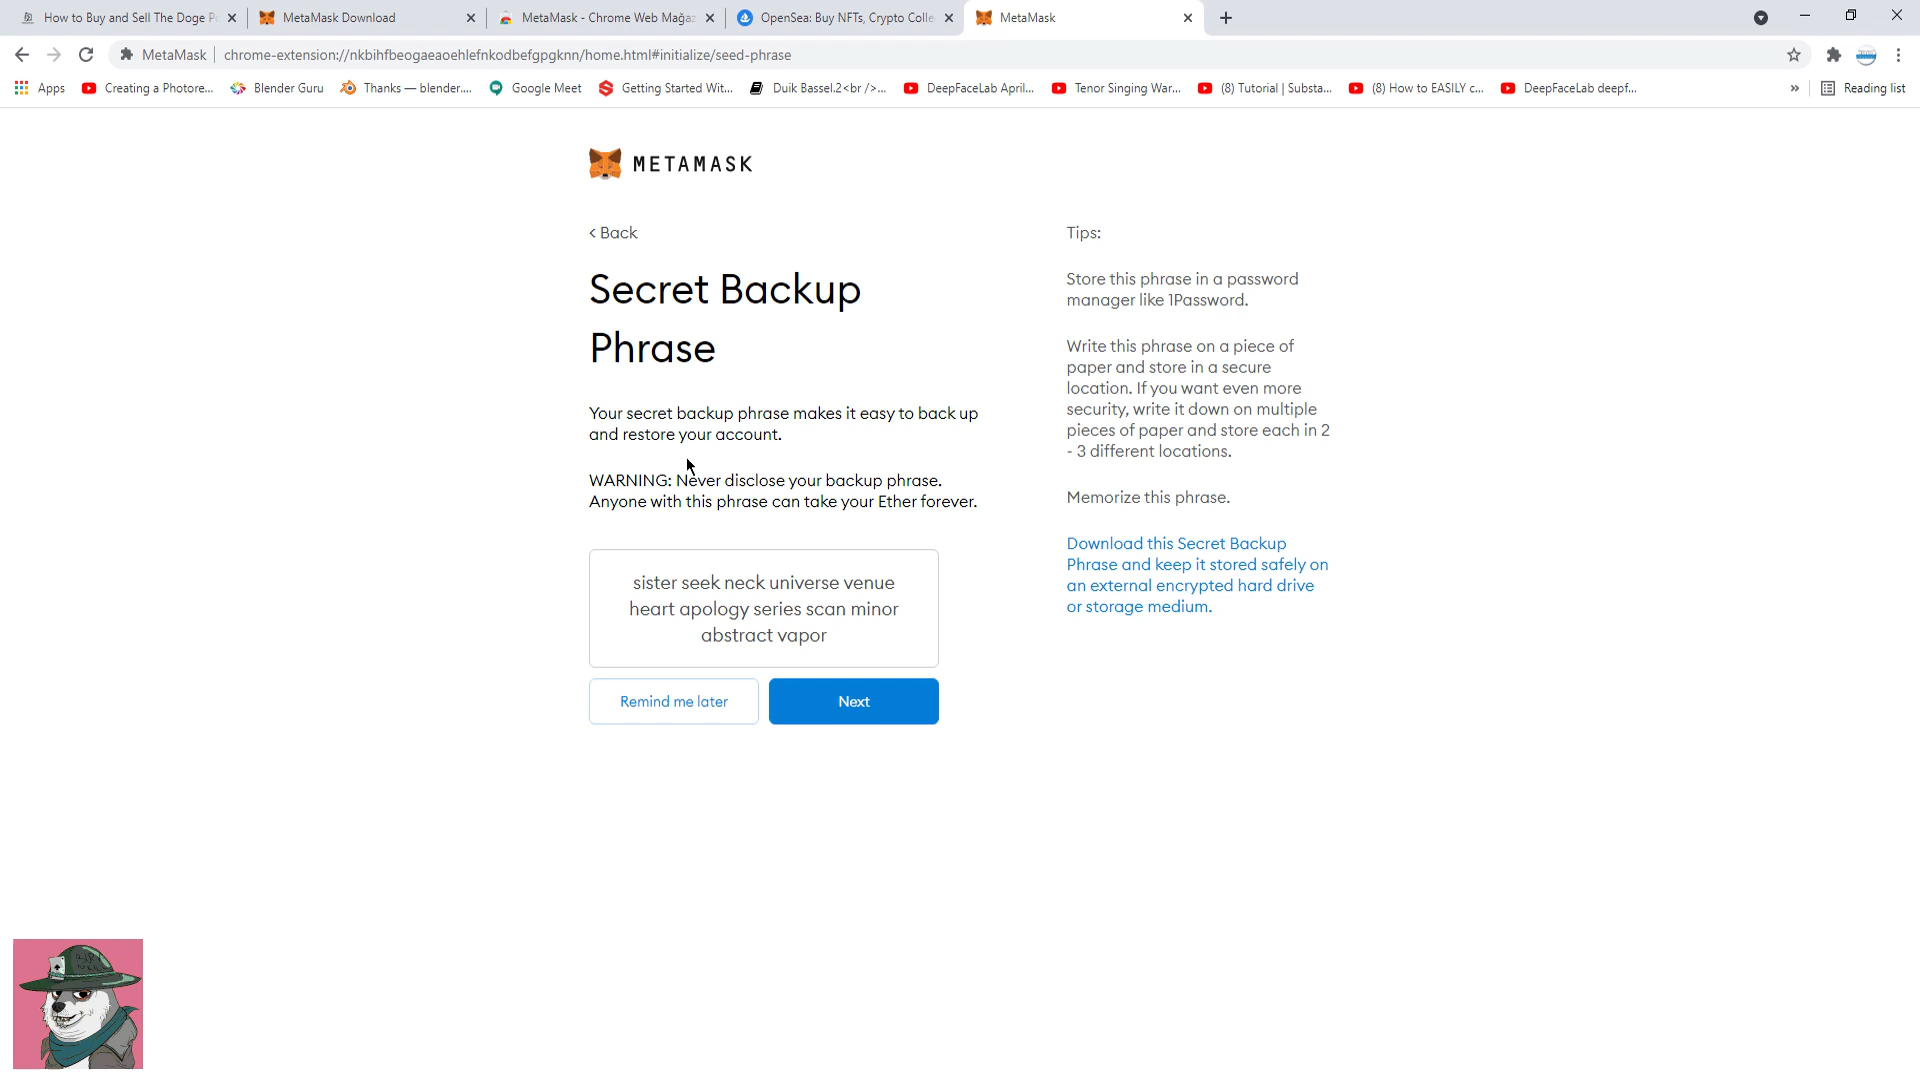 How to Buy and Sell The Doge P
MetaMask Download
MetaMask - Chrome Web Mağaz
OpenSea: Buy NFTs, Crypto Colle
MetaMask
MetaMask
chrome-extension://nkbihfbeogaeaoehlefnkodbefgpgknn/home.html#initialize/seed-phrase
Apps
Creating a Photore...
Blender Guru
Thanks — blender....
Google Meet
Getting Started Wit...
Duik Bassel.2<br />...
DeepFaceLab April...
Tenor Singing War...
(8) Tutorial | Substa...
(8) How to EASILY c...
DeepFaceLab deepf...
»
Reading list
METAMASK
< Back
Secret Backup
Phrase
Your secret backup phrase makes it easy to back up
and restore your account.
WARNING: Never disclose your backup phrase.
Anyone with this phrase can take your Ether forever.
sister seek neck universe venue
heart apology series scan minor
abstract vapor
Remind me later
Next
Tips:
Store this phrase in a password
manager like 1Password.
Write this phrase on a piece of
paper and store in a secure
location. If you want even more
security, write it down on multiple
pieces of paper and store each in 2
- 3 different locations.
Memorize this phrase.
Download this Secret Backup
Phrase and keep it stored safely on
an external encrypted hard drive
or storage medium.